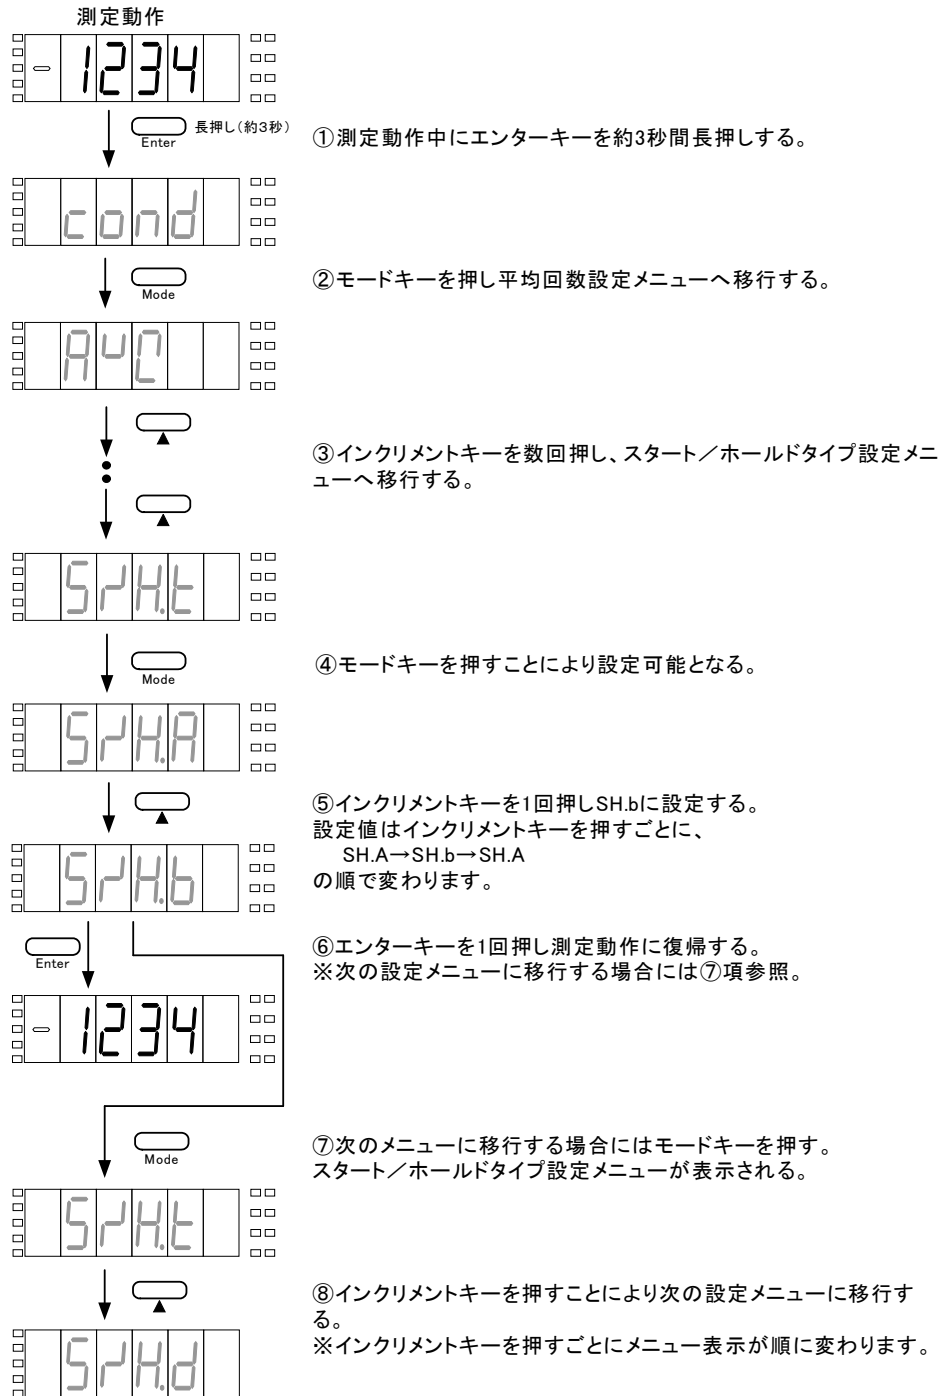 測定動作
- 1234
長押し(約3秒)
Enter
①測定動作中にエンターキーを約3秒間長押しする。
cond
Mode
②モードキーを押し平均回数設定メニューへ移行する。
▲
③インクリメントキーを数回押し、スタート／ホールドタイプ設定メニ
ューへ移行する。
▲
Mode
④モードキーを押すことにより設定可能となる。
▲
⑤インクリメントキーを1回押しSH.bに設定する。
設定値はインクリメントキーを押すごとに、
SH.A→SH.b→SH.A
の順で変わります。
Enter
⑥エンターキーを1回押し測定動作に復帰する。
※次の設定メニューに移行する場合には⑦項参照。
- 1234
Mode
⑦次のメニューに移行する場合にはモードキーを押す。
スタート／ホールドタイプ設定メニューが表示される。
▲
⑧インクリメントキーを押すことにより次の設定メニューに移行す
る。
※インクリメントキーを押すごとにメニュー表示が順に変わります。